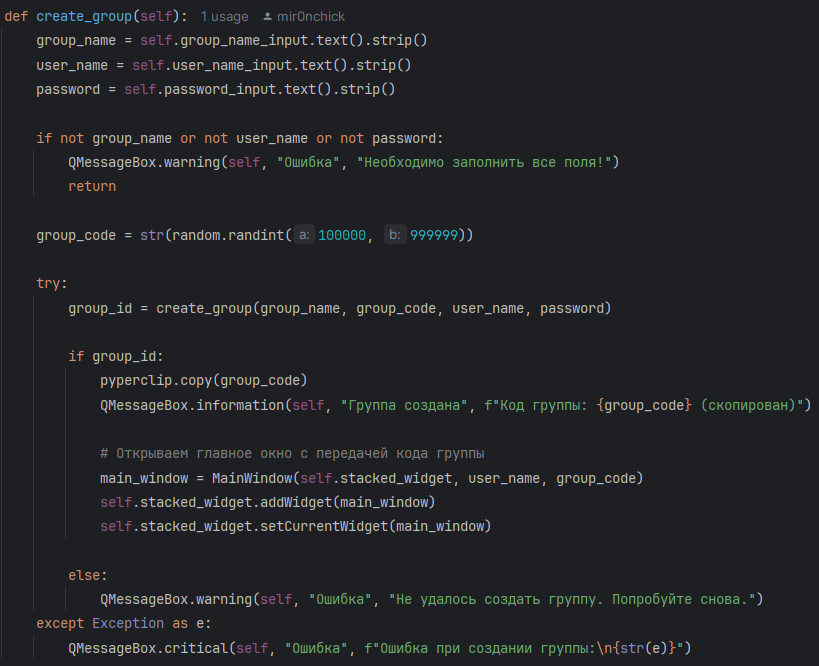 def create_group(self): 1 usage mir0nchick
group_name = self.group_name_input.text().strip()
user_name = self.user_name_input.text().strip()
password = self.password_input.text().strip()
if not group_name or not user_name or not password:
QMessageBox.warning(self, "Ошибка", "Необходимо заполнить все поля!")
return
group_code = str(random.randint( a: 100000, b: 999999))
try:
group_id = create_group(group_name, group_code, user_name, password)
if group_id:
pyperclip.copy(group_code)
QMessageBox.information(self, "Группа создана", f"Код группы: {group_code} (скопирован)")
# Открываем главное окно с передачей кода группы
main_window = MainWindow(self.stacked_widget, user_name, group_code)
self.stacked_widget.addWidget(main_window)
self.stacked_widget.setCurrentWidget(main_window)
else:
QMessageBox.warning(self, "Ошибка", "Не удалось создать группу. Попробуйте снова.")
except Exception as e:
QMessageBox.critical(self, "Ошибка", f"Ошибка при создании группы:\n{str(e)}")